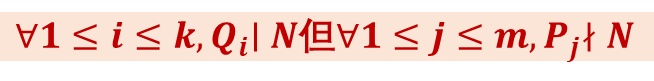 ∀1 ≤ i ≤ k, Qᵢ| N但∀1 ≤ j ≤ m, Pⱼ∤ N